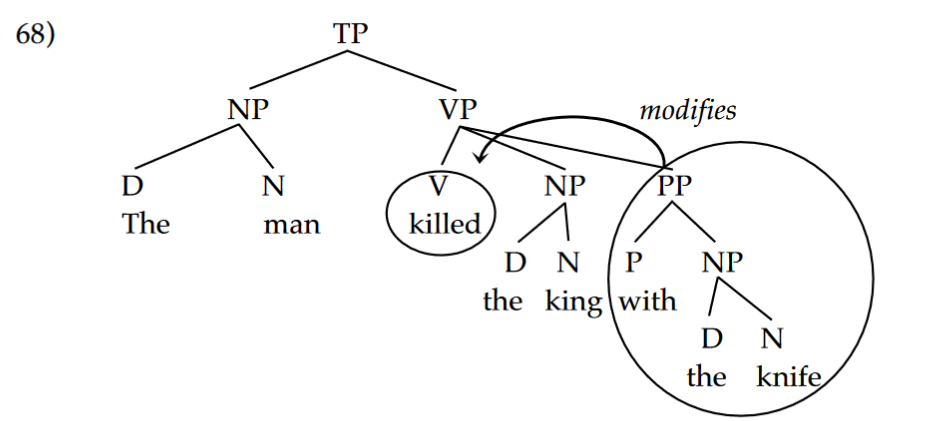 68) TP
NP VP modifies
D N V NP PP
The man killed
D N P NP
the king with
D N
the knife